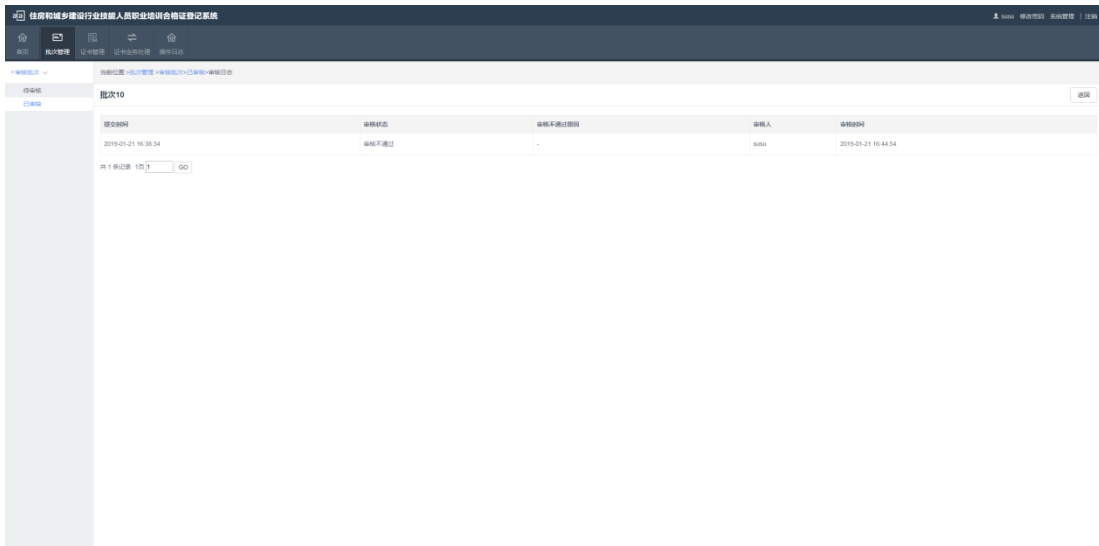 住房和城乡建设行业技能人员职业培训合格证登记系统
susu 修改密码 系统管理 | 注销
首页 批次管理 证书管理 证书业务处理 操作日志
审核批次
当前位置>批次管理>审核批次>已审核>审核日志
待审核
已审核
批次10
返回
提交时间 审核状态 审核不通过原因 审核人 审核时间
2019-01-21 16:38:34 审核不通过 - susu 2019-01-21 16:44:54
共 1 条记录 1页 1 GO